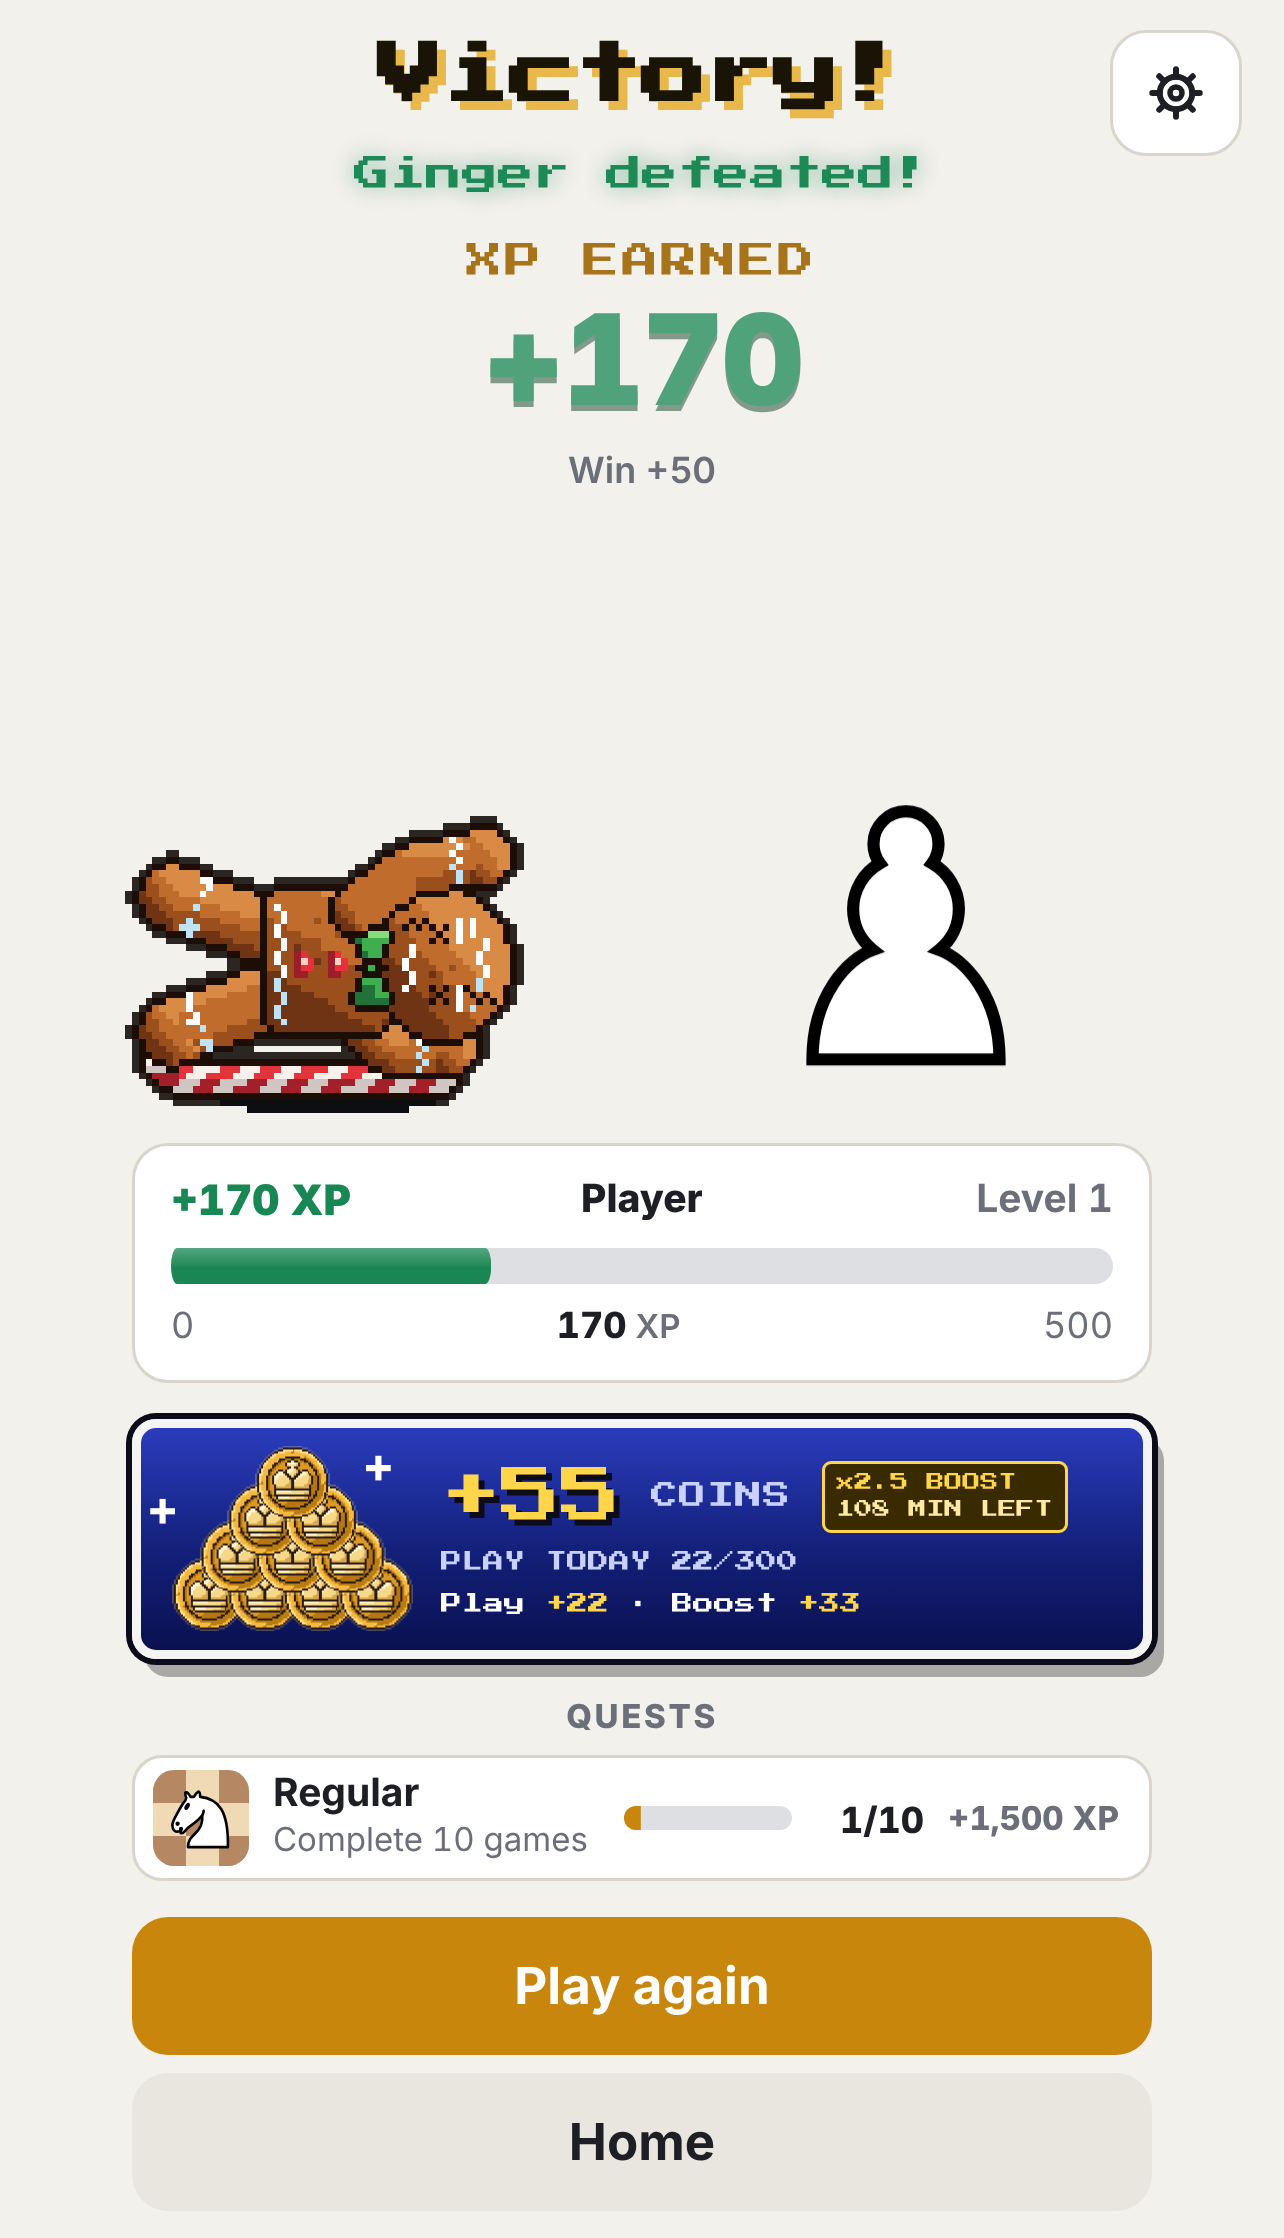 Victory!
Ginger defeated!
XP EARNED
+170
Win +50
+170 XP Player Level 1
0 170 XP 500
+55 COINS x2.5 BOOST
108 MIN LEFT
PLAY TODAY 22/300
Play +22 · Boost +33
QUESTS
Regular
Complete 10 games
1/10 +1,500 XP
Play again
Home